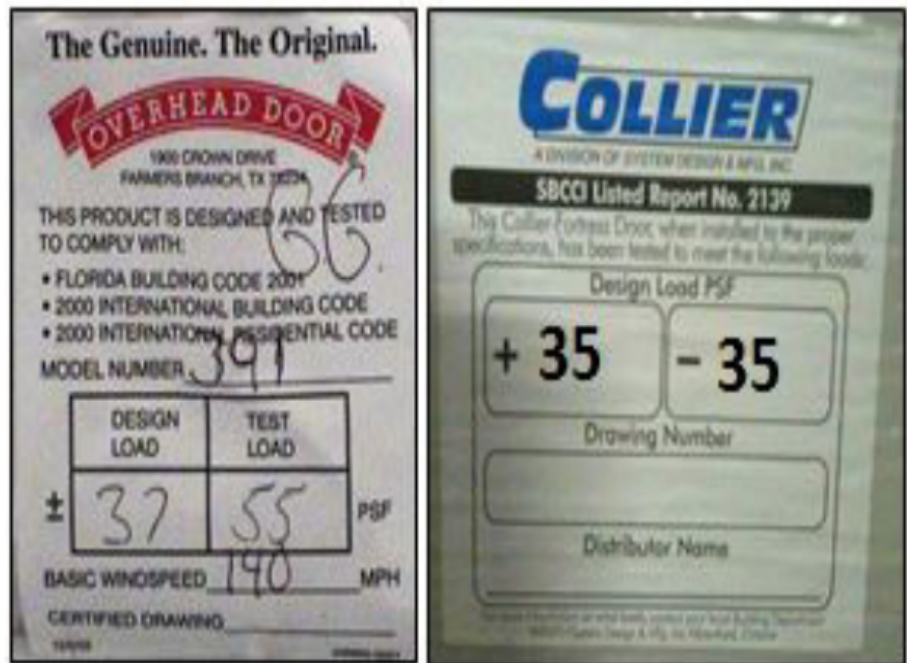 The Genuine. The Original.
OVERHEAD DOOR
1900 CROWN DRIVE
FARMERS BRANCH, TX
THIS PRODUCT IS DESIGNED AND TESTED
TO COMPLY WITH:
• FLORIDA BUILDING CODE 2001
• 2000 INTERNATIONAL BUILDING CODE
• 2000 INTERNATIONAL RESIDENTIAL CODE
MODEL NUMBER 391
DESIGN LOAD
TEST LOAD
± 37 55 PSF
BASIC WINDSPEED 140 MPH
CERTIFIED DRAWING
COLLIER
A DIVISION OF SYSTEM DESIGN & MFG. INC.
SBCCI Listed Report No. 2139
This Collier Fortress Door, when installed to the proper
specifications, has been tested to meet the following loads:
Design Load PSF
+ 35 - 35
Drawing Number
Distributor Name